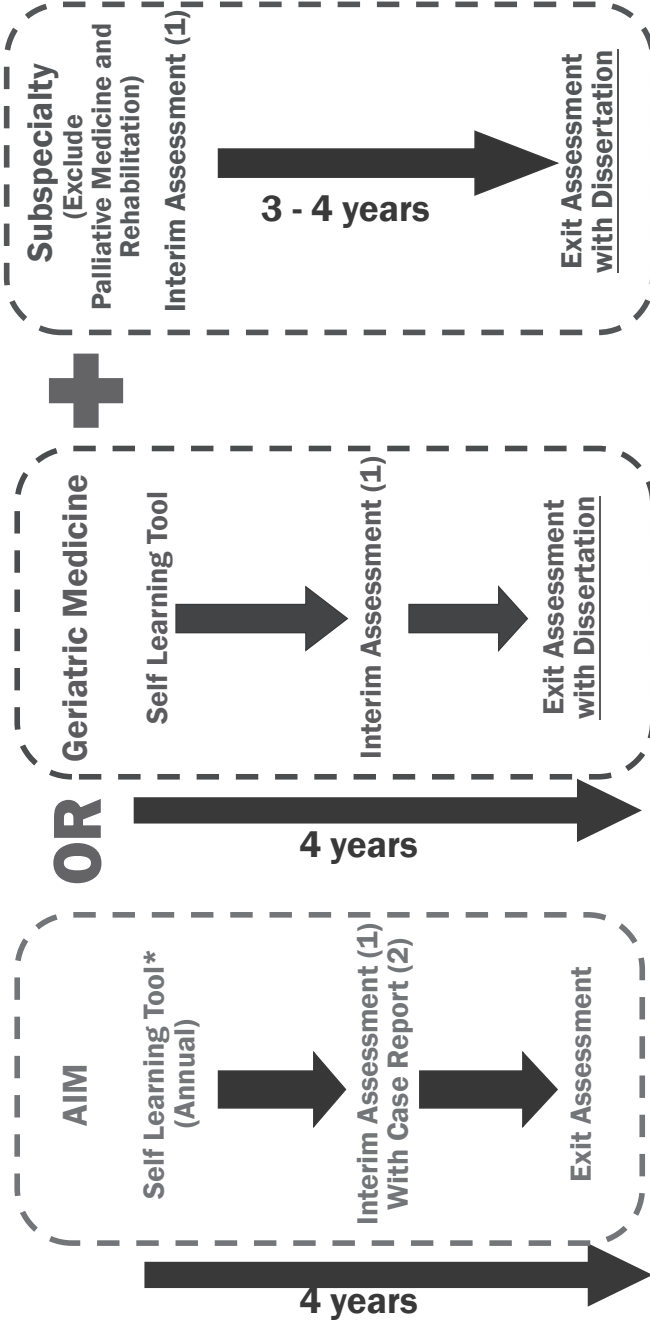 AIM
Self Learning Tool*
(Annual)
Interim Assessment (1)
With Case Report (2)
Exit Assessment
4 years
OR
Geriatric Medicine
Self Learning Tool
Interim Assessment (1)
Exit Assessment
with Dissertation
4 years
Subspecialty
(Exclude
Palliative Medicine and
Rehabilitation)
Interim Assessment (1)
3 - 4 years
Exit Assessment
with Dissertation